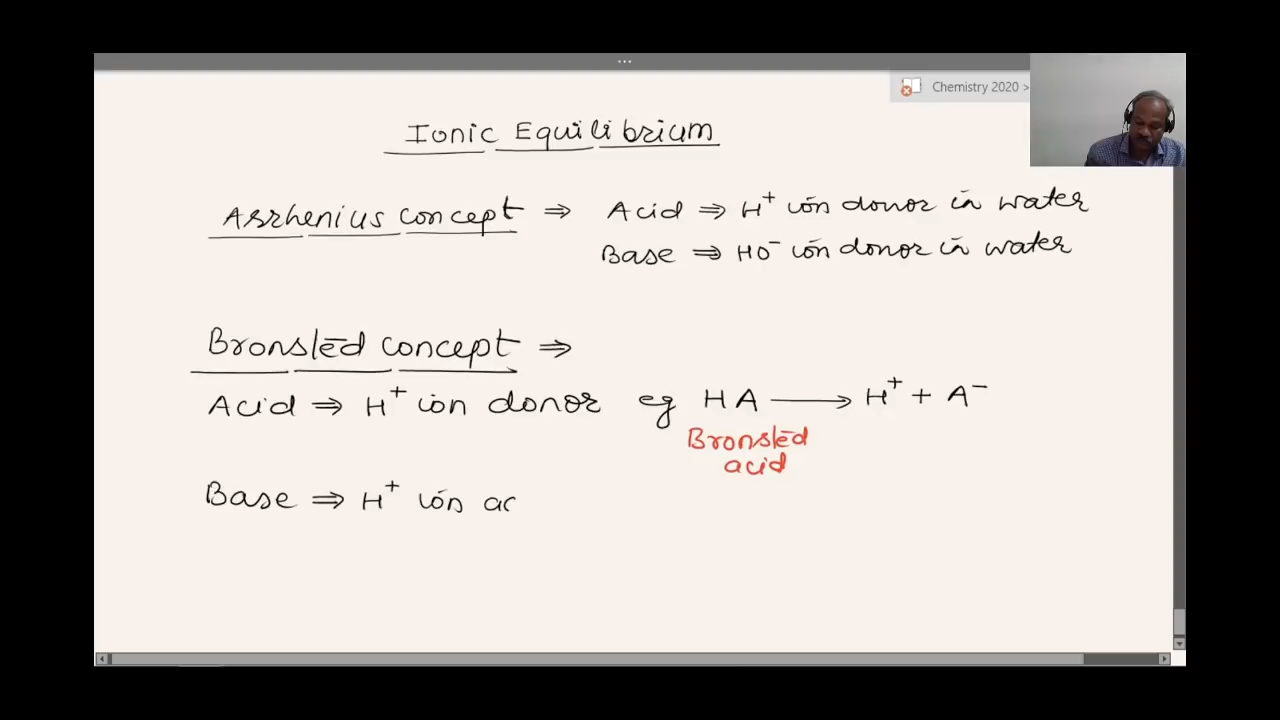 Chemistry 2020 >
Ionic Equilibrium
Arrhenius concept ⇒ Acid ⇒ H⁺ ion donor in water
Base ⇒ HO⁻ ion donor in water
Bronsted concept ⇒
Acid ⇒ H⁺ ion donor eg HA ⟶ H⁺ + A⁻
Bronsted
acid
Base ⇒ H⁺ ion ac